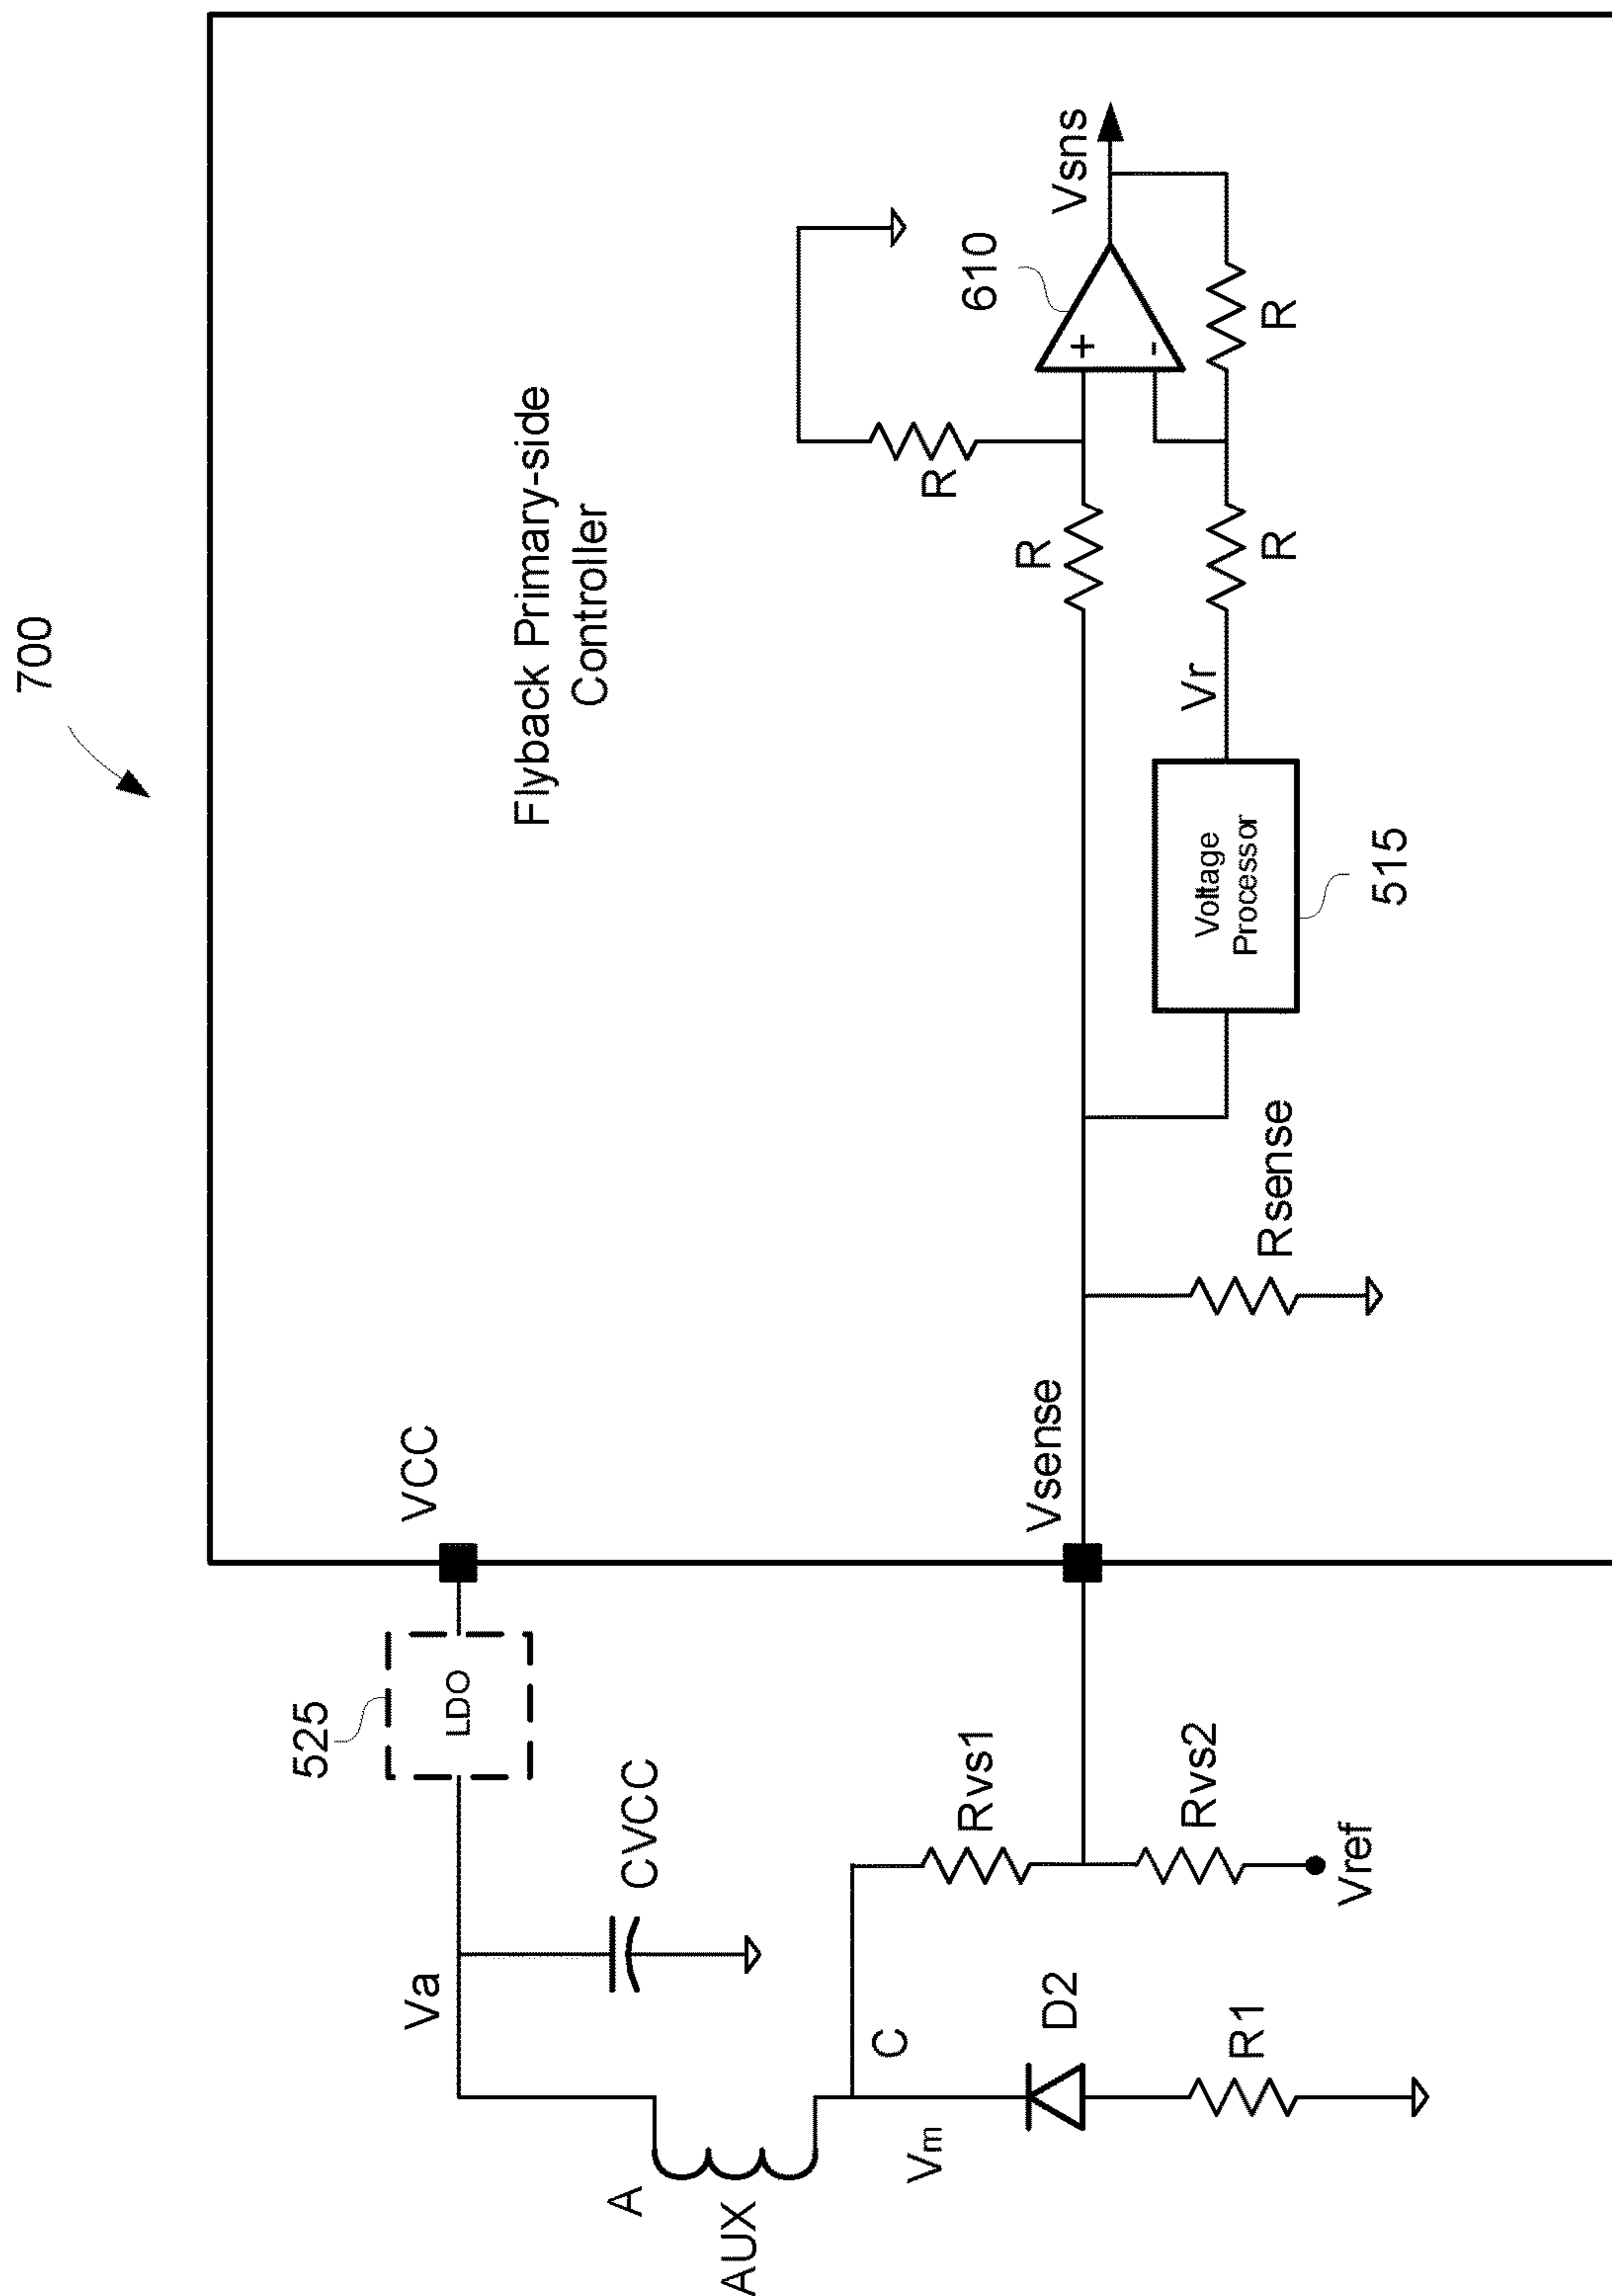 700
Flyback Primary-side
Controller
525
LDO
VCC
Va
CVCC
A
AUX
C
Vm
D2
R1
Rvs1
Rvs2
Vref
Vsense
Rsense
Voltage
Processor
515
Vr
R
R
R
R
610
+
-
Vsns